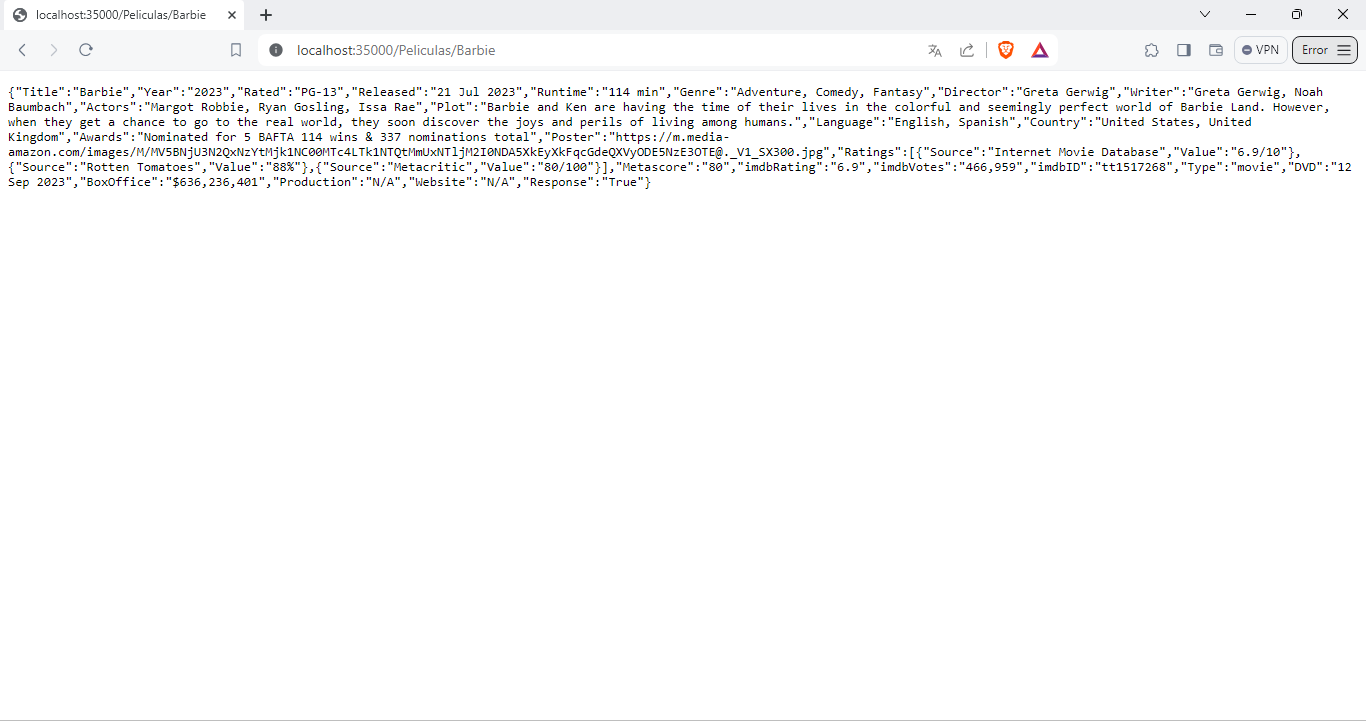 localhost:35000/Peliculas/Barbie
localhost:35000/Peliculas/Barbie
VPN
Error
{"Title":"Barbie","Year":"2023","Rated":"PG-13","Released":"21 Jul 2023","Runtime":"114 min","Genre":"Adventure, Comedy, Fantasy","Director":"Greta Gerwig","Writer":"Greta Gerwig, Noah
Baumbach","Actors":"Margot Robbie, Ryan Gosling, Issa Rae","Plot":"Barbie and Ken are having the time of their lives in the colorful and seemingly perfect world of Barbie Land. However,
when they get a chance to go to the real world, they soon discover the joys and perils of living among humans.","Language":"English, Spanish","Country":"United States, United
Kingdom","Awards":"Nominated for 5 BAFTA 114 wins & 337 nominations total","Poster":"https://m.media-
amazon.com/images/M/MV5BNjU3N2QxNzYtMjk1NC00MTc4LTk1NTQtMmUxNTljM2I0NDA5XkEyXkFqcGdeQXVyODE5NzE3OTE@._V1_SX300.jpg","Ratings":[{"Source":"Internet Movie Database","Value":"6.9/10"},
{"Source":"Rotten Tomatoes","Value":"88%"},{"Source":"Metacritic","Value":"80/100"}],"Metascore":"80","imdbRating":"6.9","imdbVotes":"466,959","imdbID":"tt1517268","Type":"movie","DVD":"12
Sep 2023","BoxOffice":"$636,236,401","Production":"N/A","Website":"N/A","Response":"True"}